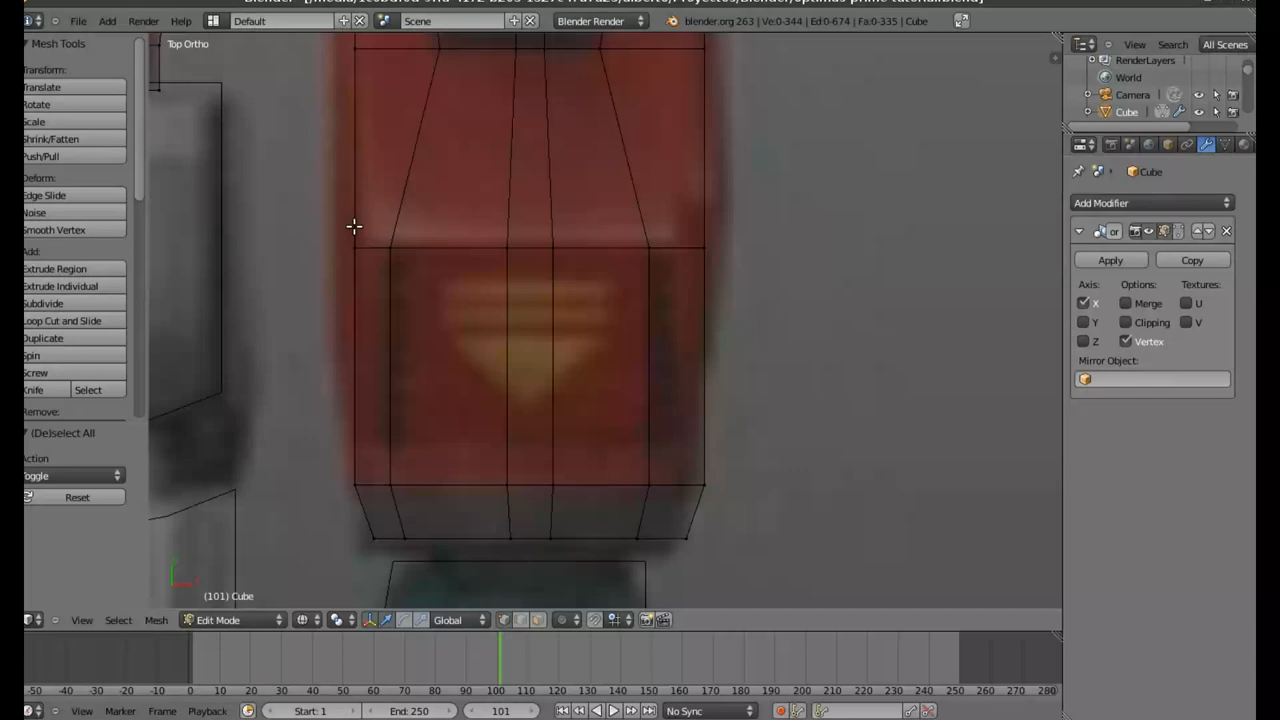 File Add Render Help Default Scene Blender Render blender.org 263 | Ve:0-344 | Ed:0-674 | Fa:0-335 | Cube
Mesh Tools
Top Ortho
View Search All Scenes
RenderLayers
World
Camera
Cube
Transform:
Translate
Rotate
Scale
Shrink/Fatten
Push/Pull
Deform:
Edge Slide
Noise
Smooth Vertex
Add:
Extrude Region
Extrude Individual
Subdivide
Loop Cut and Slide
Duplicate
Spin
Screw
Knife Select
Remove:
(De)select All
Action
Toggle
Reset
Cube
Add Modifier
or
Apply Copy
Axis: Options: Textures:
X Merge U
Y Clipping V
Z Vertex
Mirror Object:
(101) Cube
View Select Mesh Edit Mode Global
-50 -40 -30 -20 -10 0 10 20 30 40 50 60 70 80 90 100 110 120 130 140 150 160 170 180 190 200 210 220 230 240 250 260 270 280
View Marker Frame Playback Start: 1 End: 250 101 No Sync